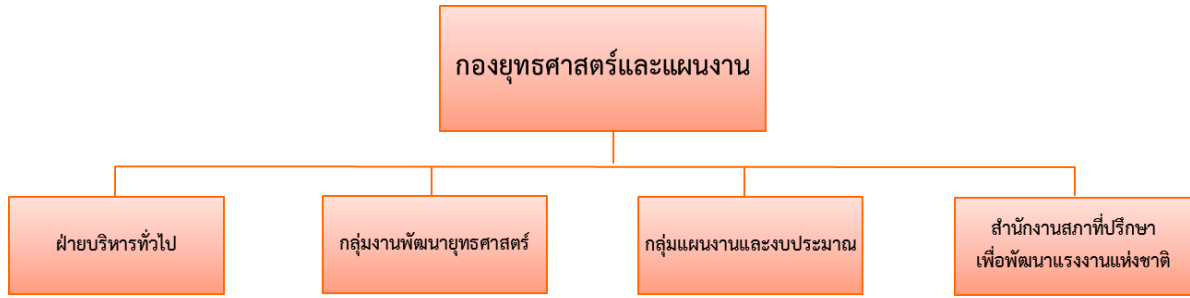 กองยุทธศาสตร์และแผนงาน
ฝ่ายบริหารทั่วไป
กลุ่มงานพัฒนายุทธศาสตร์
กลุ่มแผนงานและงบประมาณ
สำนักงานสภาที่ปรึกษา
เพื่อพัฒนาแรงงานแห่งชาติ